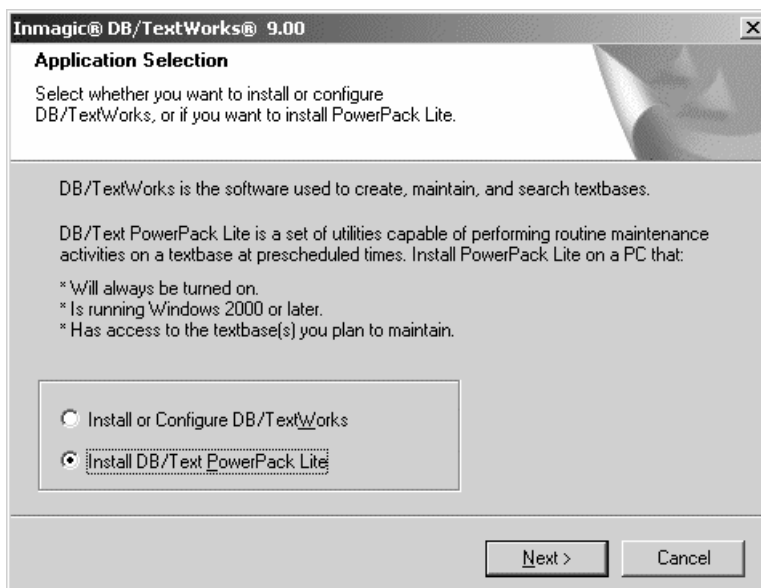 Inmagic® DB/TextWorks® 9.00
Application Selection
Select whether you want to install or configure
DB/TextWorks, or if you want to install PowerPack Lite.
DB/TextWorks is the software used to create, maintain, and search textbases.
DB/Text PowerPack Lite is a set of utilities capable of performing routine maintenance
activities on a textbase at prescheduled times. Install PowerPack Lite on a PC that:
* Will always be turned on.
* Is running Windows 2000 or later.
* Has access to the textbase(s) you plan to maintain.
Install or Configure DB/TextWorks
Install DB/Text PowerPack Lite
Next >
Cancel